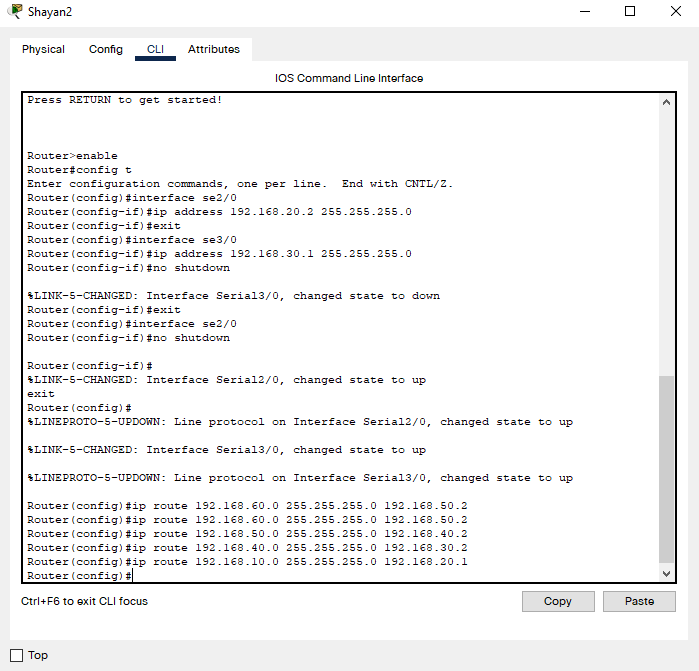 Shayan2
Physical Config CLI Attributes
IOS Command Line Interface
Press RETURN to get started!
Router>enable
Router#config t
Enter configuration commands, one per line.  End with CNTL/Z.
Router(config)#interface se2/0
Router(config-if)#ip address 192.168.20.2 255.255.255.0
Router(config-if)#exit
Router(config)#interface se3/0
Router(config-if)#ip address 192.168.30.1 255.255.255.0
Router(config-if)#no shutdown
%LINK-5-CHANGED: Interface Serial3/0, changed state to down
Router(config-if)#exit
Router(config)#interface se2/0
Router(config-if)#no shutdown
Router(config-if)#
%LINK-5-CHANGED: Interface Serial2/0, changed state to up
exit
Router(config)#
%LINEPROTO-5-UPDOWN: Line protocol on Interface Serial2/0, changed state to up
%LINK-5-CHANGED: Interface Serial3/0, changed state to up
%LINEPROTO-5-UPDOWN: Line protocol on Interface Serial3/0, changed state to up
Router(config)#ip route 192.168.60.0 255.255.255.0 192.168.50.2
Router(config)#ip route 192.168.60.0 255.255.255.0 192.168.50.2
Router(config)#ip route 192.168.50.0 255.255.255.0 192.168.40.2
Router(config)#ip route 192.168.40.0 255.255.255.0 192.168.30.2
Router(config)#ip route 192.168.10.0 255.255.255.0 192.168.20.1
Router(config)#
Ctrl+F6 to exit CLI focus Copy Paste
Top